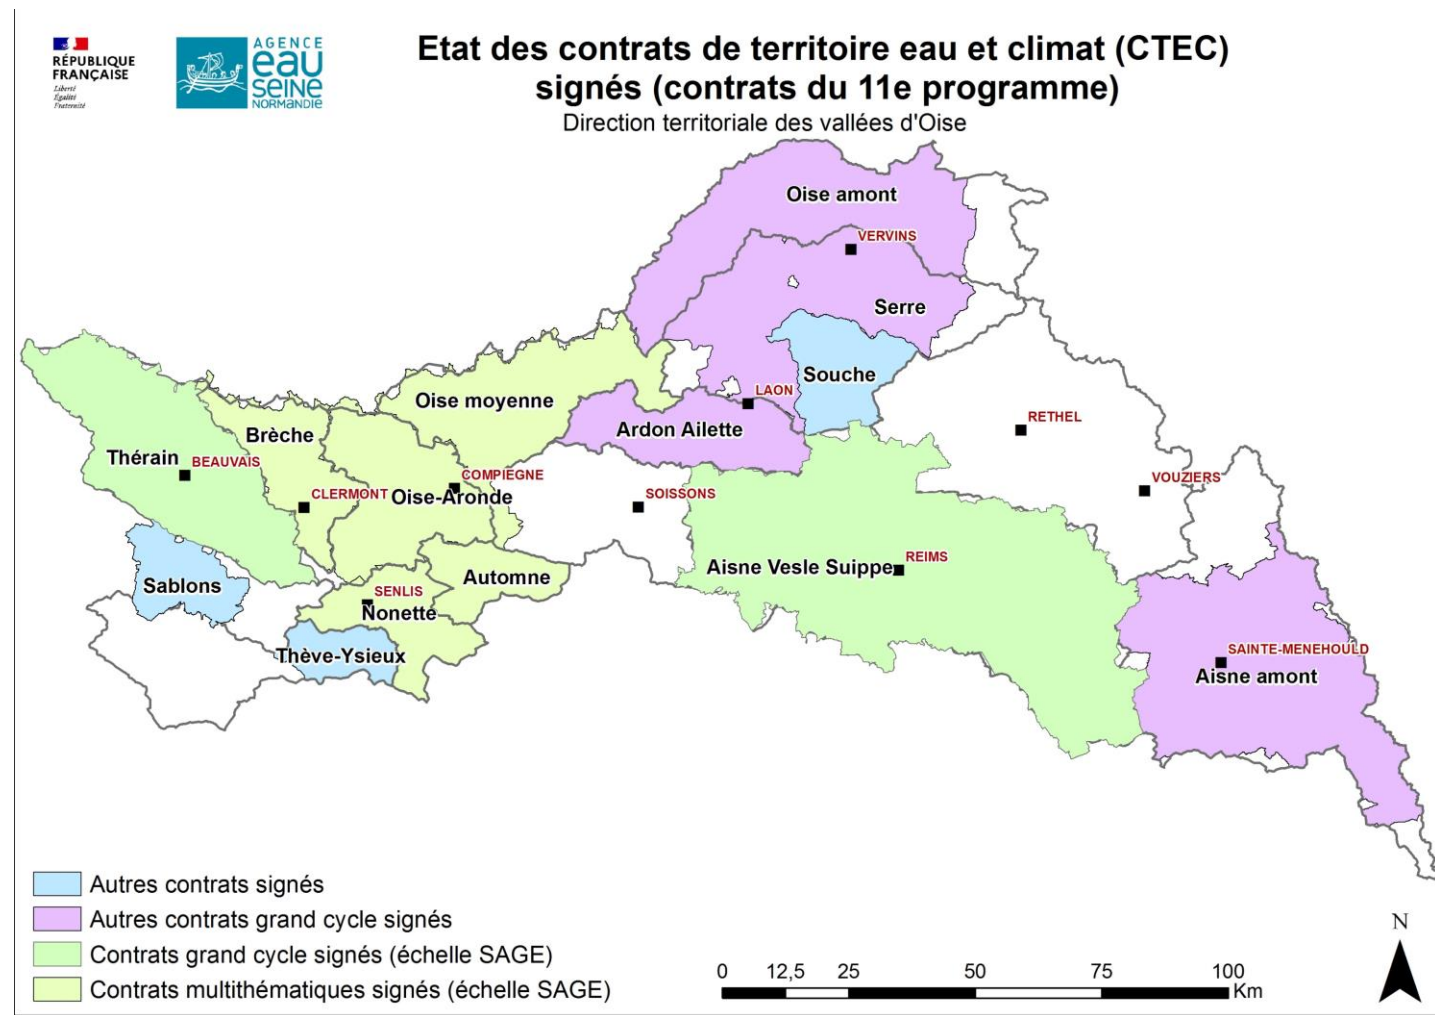 RÉPUBLIQUE
FRANÇAISE
Liberté
Égalité
Fraternité
AGENCE
eau
SEINE
NORMANDIE
Etat des contrats de territoire eau et climat (CTEC)
signés (contrats du 11e programme)
Direction territoriale des vallées d'Oise
Oise amont
VERVINS
Serre
Souche
LAON
Oise moyenne
Ardon Ailette
RETHEL
Brèche
Thérain
BEAUVAIS
COMPIEGNE
VOUZIERS
CLERMONT
Oise-Aronde
SOISSONS
REIMS
Aisne Vesle Suippe
Automne
Sablons
SENLIS
Nonette
Thève-Ysieux
SAINTE-MENEHOULD
Aisne amont
Autres contrats signés
Autres contrats grand cycle signés
Contrats grand cycle signés (échelle SAGE)
Contrats multithématiques signés (échelle SAGE)
0 12,5 25 50 75 100
Km
N